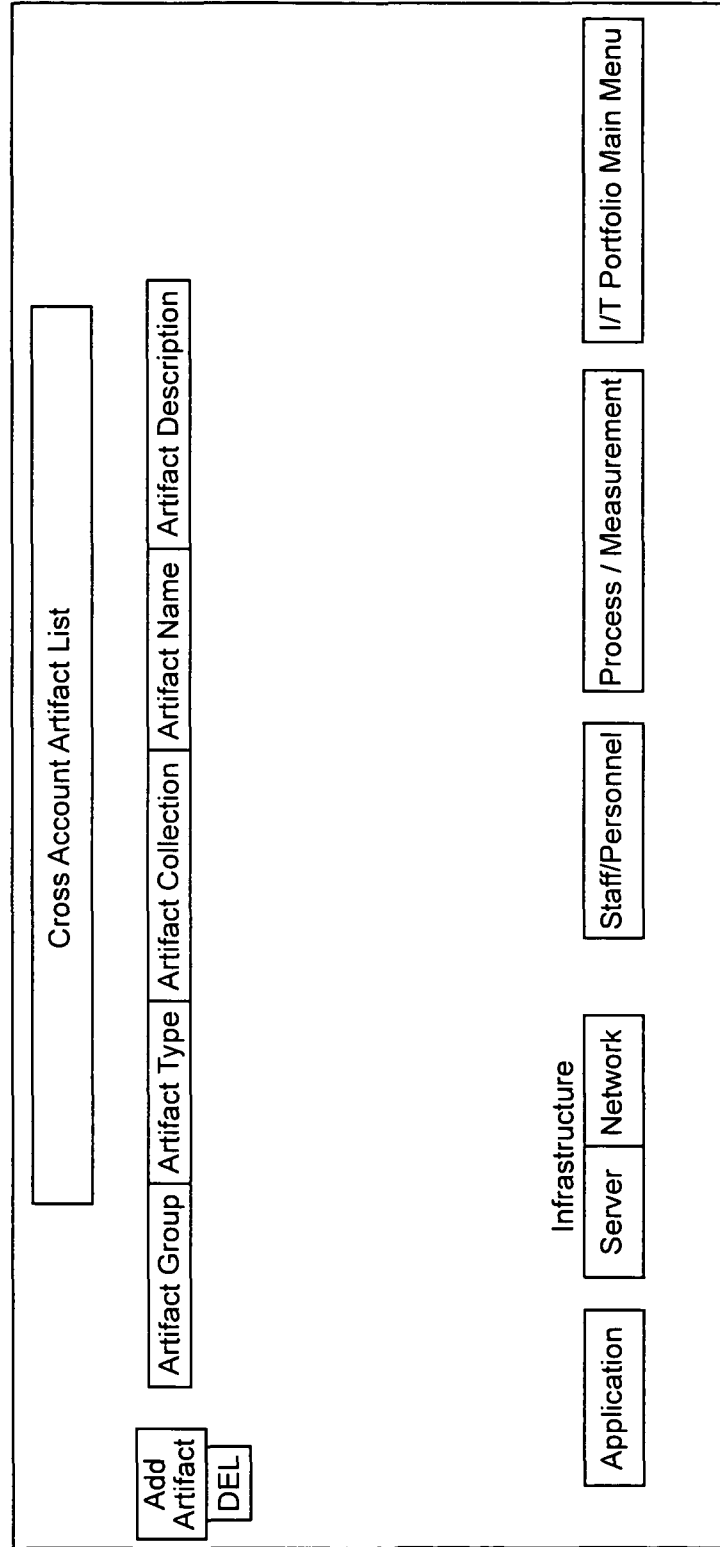 Cross Account Artifact List
Add
Artifact
DEL
Artifact Group
Artifact Type
Artifact Collection
Artifact Name
Artifact Description
Infrastructure
Application
Server
Network
Staff/Personnel
Process / Measurement
I/T Portfolio Main Menu